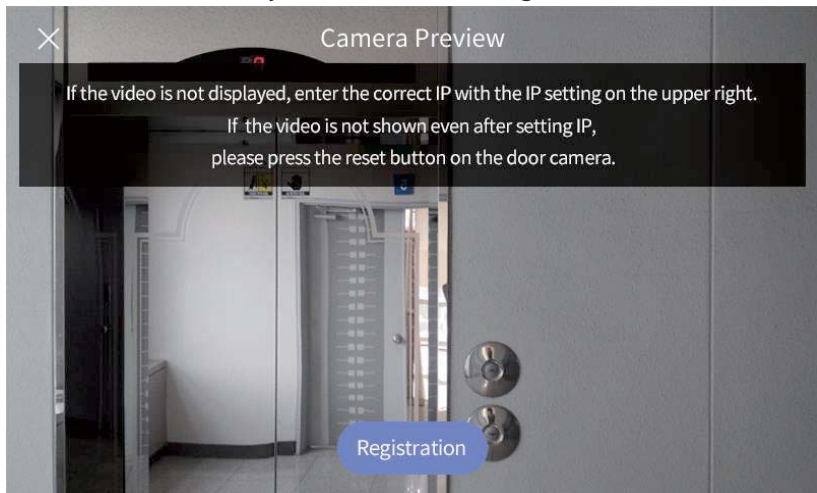 Camera Preview
If the video is not displayed, enter the correct IP with the IP setting on the upper right.
If the video is not shown even after setting IP,
please press the reset button on the door camera.
Registration